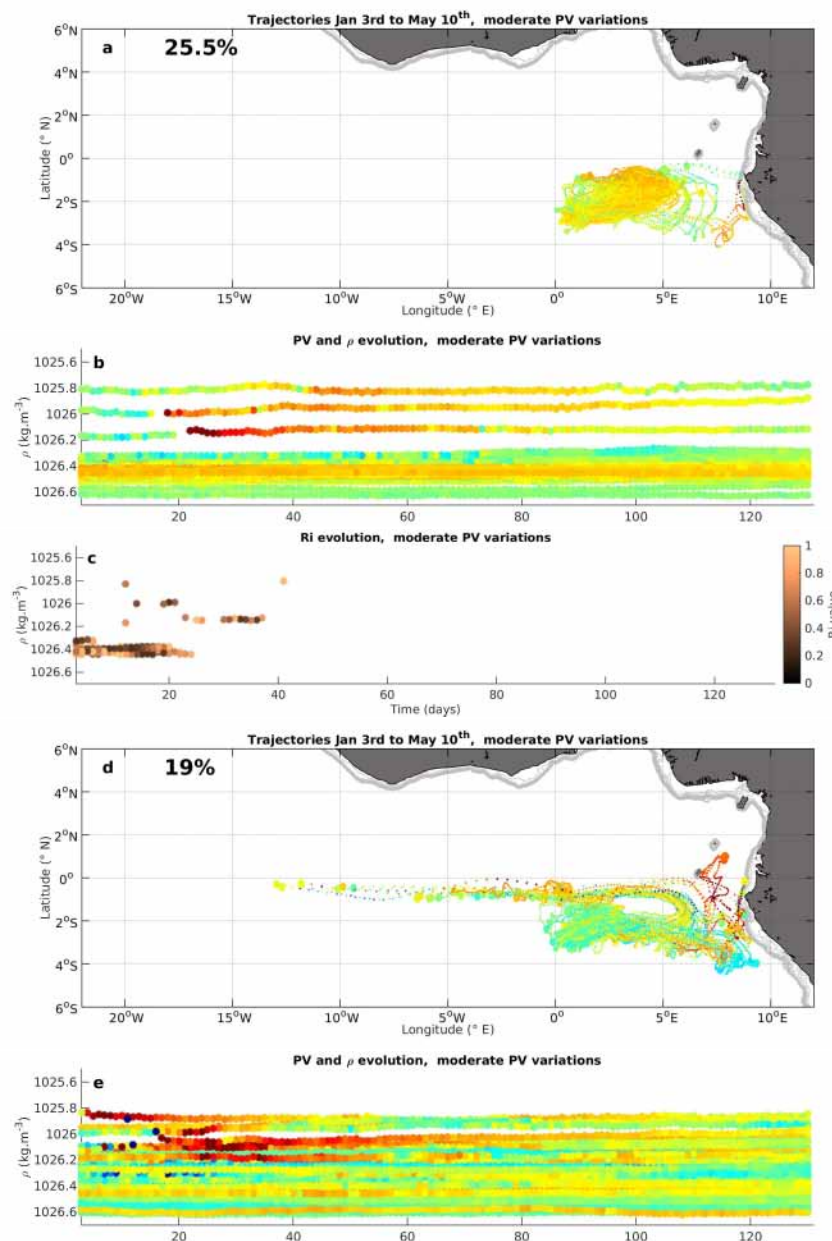 Trajectories Jan 3rd to May 10th, moderate PV variations
a 25.5%
6°N
4°N
2°N
0°
2°S
4°S
6°S
Latitude (° N)
20°W 15°W 10°W 5°W 0° 5°E 10°E
Longitude (° E)
PV and ρ evolution, moderate PV variations
b
1025.6
1025.8
1026
1026.2
1026.4
1026.6
ρ (kg.m⁻³)
20 40 60 80 100 120
Ri evolution, moderate PV variations
c
1025.6
1025.8
1026
1026.2
1026.4
1026.6
ρ (kg.m⁻³)
20 40 60 80 100 120
Time (days)
1
0.8
0.6
0.4
0.2
0
Ri value
Trajectories Jan 3rd to May 10th, moderate PV variations
d 19%
6°N
4°N
2°N
0°
2°S
4°S
6°S
Latitude (° N)
20°W 15°W 10°W 5°W 0° 5°E 10°E
Longitude (° E)
PV and ρ evolution, moderate PV variations
e
1025.6
1025.8
1026
1026.2
1026.4
1026.6
ρ (kg.m⁻³)
20 40 60 80 100 120